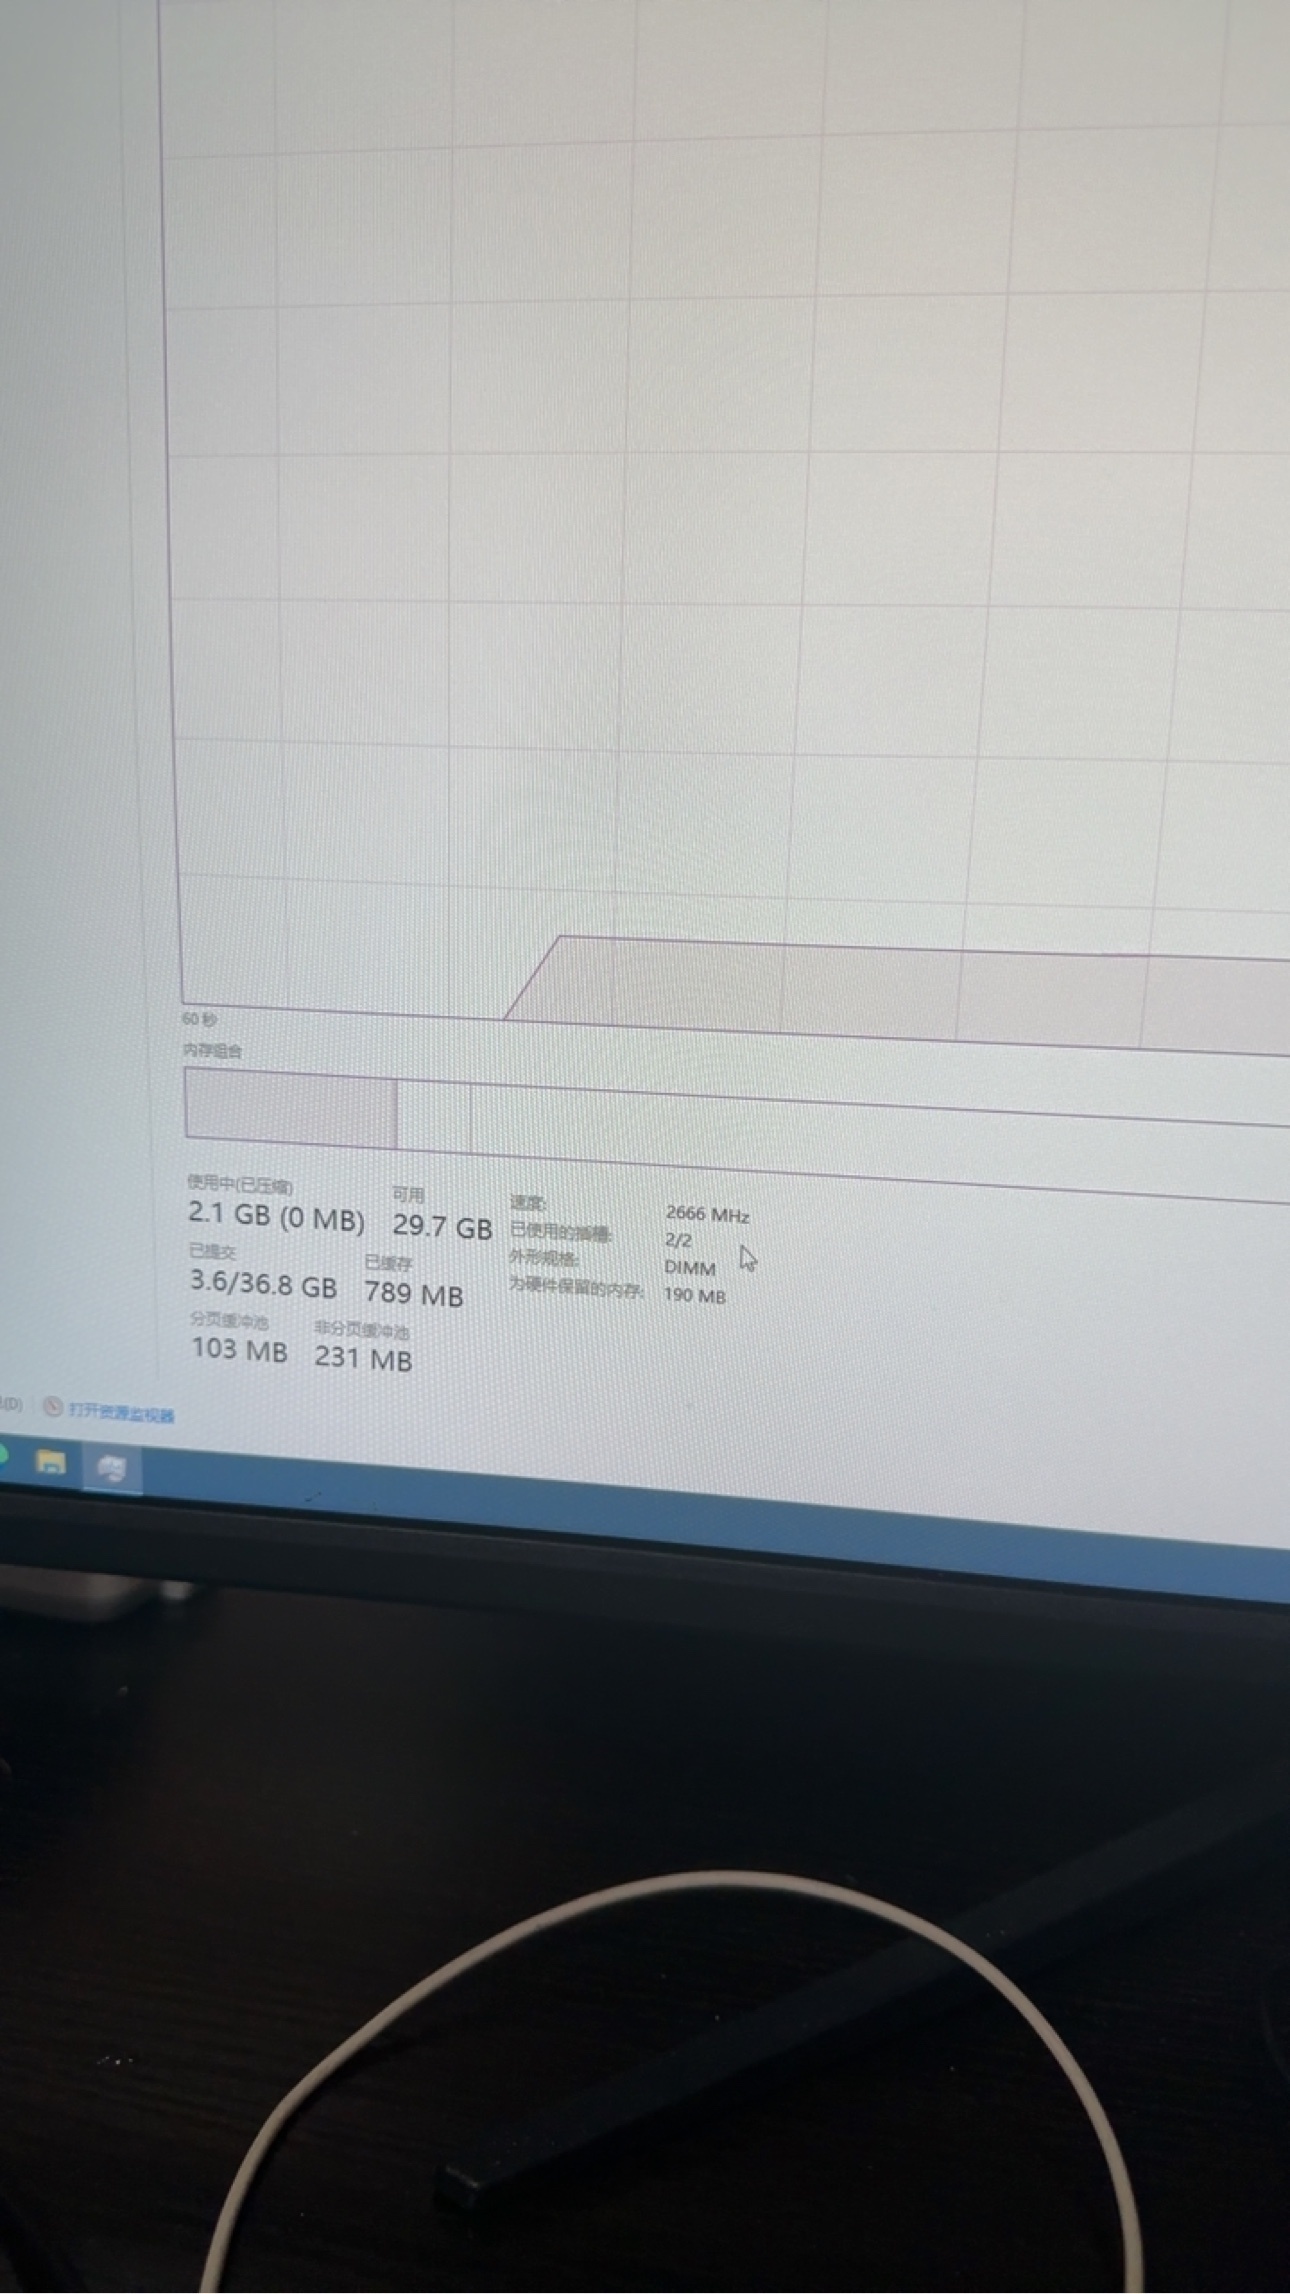 60 秒
内存组合
使用中(已压缩) 可用
2.1 GB (0 MB) 29.7 GB
已提交 已缓存
3.6/36.8 GB 789 MB
分页缓冲池 非分页缓冲池
103 MB 231 MB
速度: 2666 MHz
已使用的插槽: 2/2
外形规格: DIMM
为硬件保留的内存: 190 MB
(D) 打开资源监视器